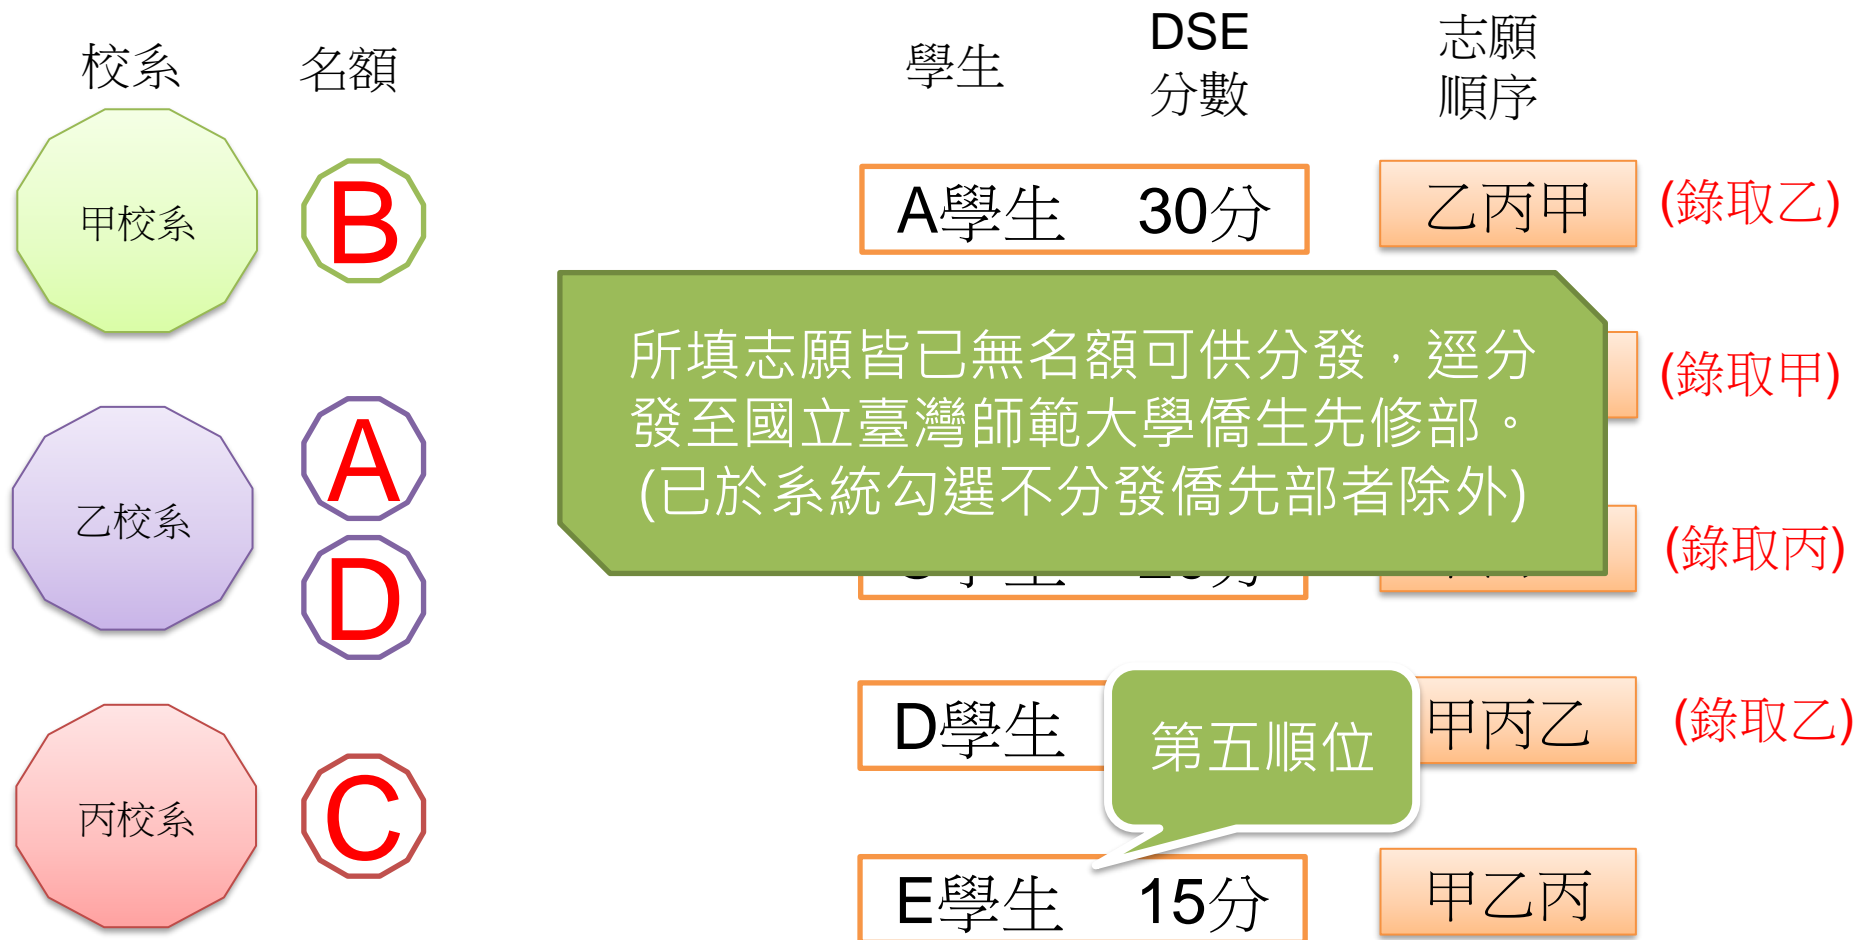 校系 名額 學生 DSE分數 志願順序
甲校系 B A學生 30分 乙丙甲 (錄取乙)
所填志願皆已無名額可供分發，逕分
發至國立臺灣師範大學僑生先修部。
(已於系統勾選不分發僑先部者除外)
(錄取甲)
乙校系 A
D
(錄取丙)
D學生 甲丙乙 (錄取乙)
第五順位
丙校系 C
E學生 15分 甲乙丙